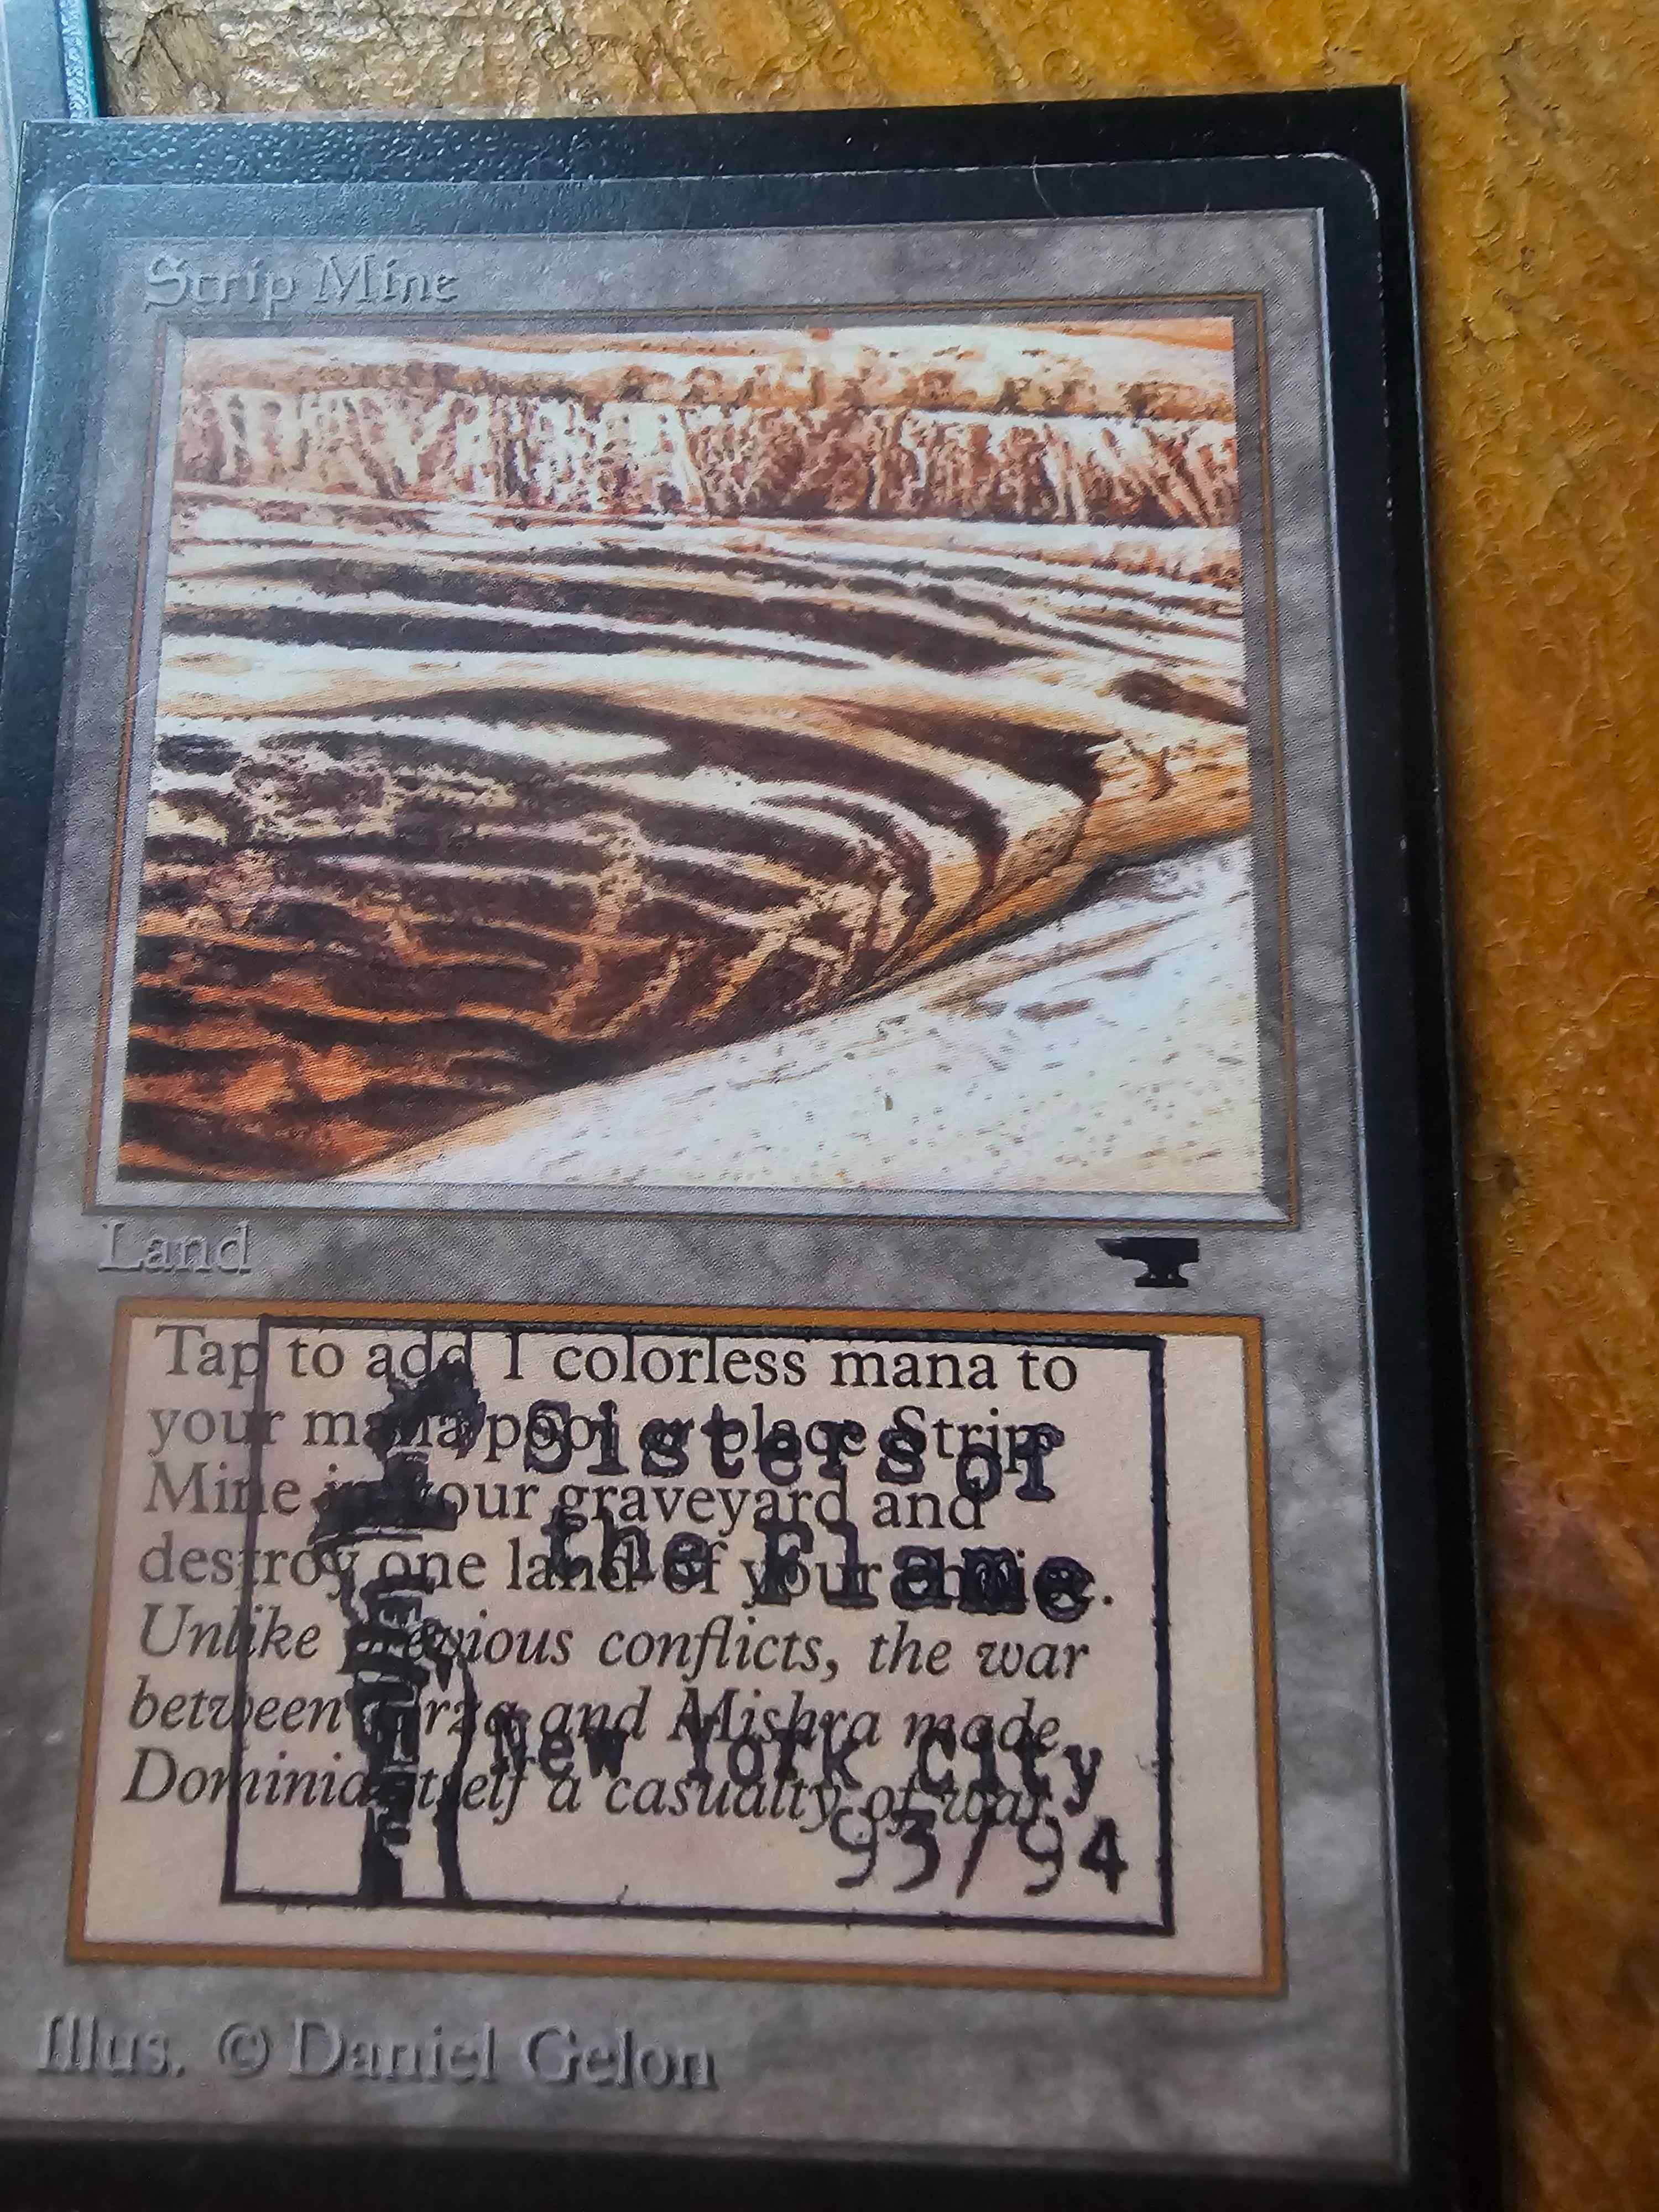 Strip Mine
Land
Tap to add 1 colorless mana to
your mana pool or place Strip
Mine in your graveyard and
destroy one land of your choice.
Unlike previous conflicts, the war
between Urza and Mishra made
Dominia itself a casualty of war.
Sisters of
the Flame
New York City
93/94
Illus. © Daniel Gelon